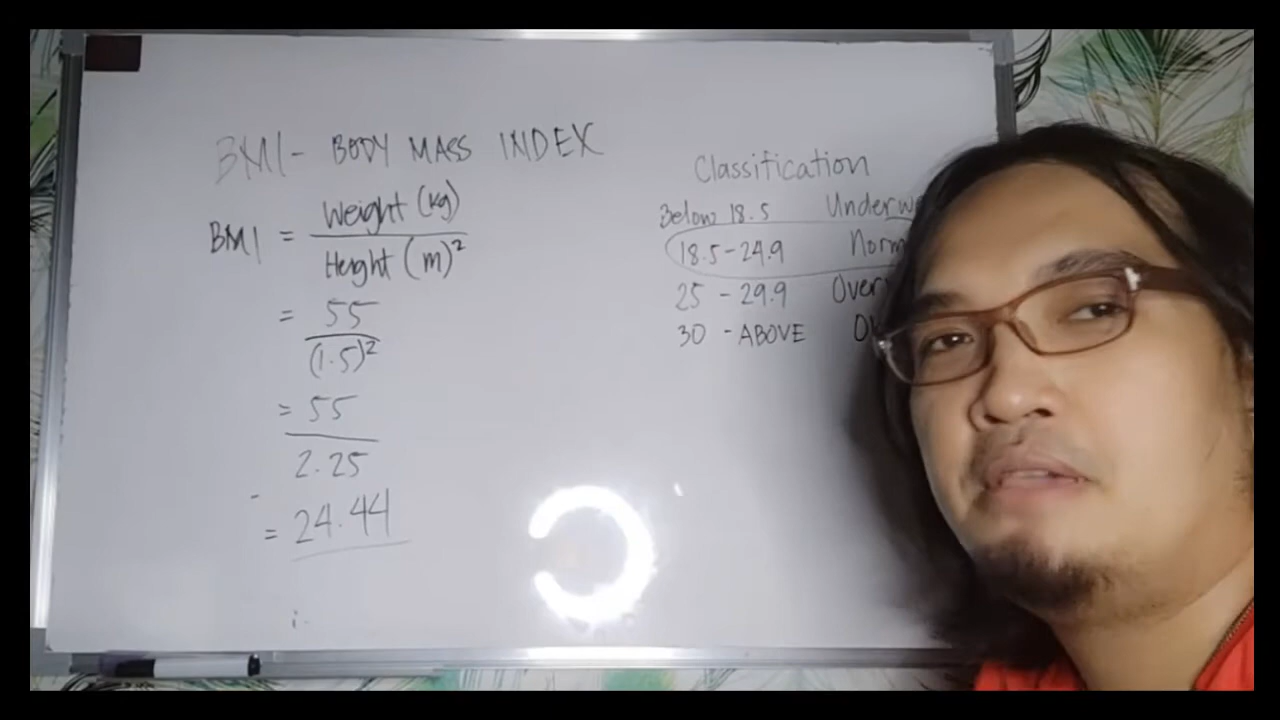 BMI - BODY MASS INDEX
BMI = Weight (kg)
Height (m)²
= 55
(1.5)²
= 55
2.25
= 24.44
Classification
Below 18.5
18.5-24.9
25 - 29.9
30 - ABOVE